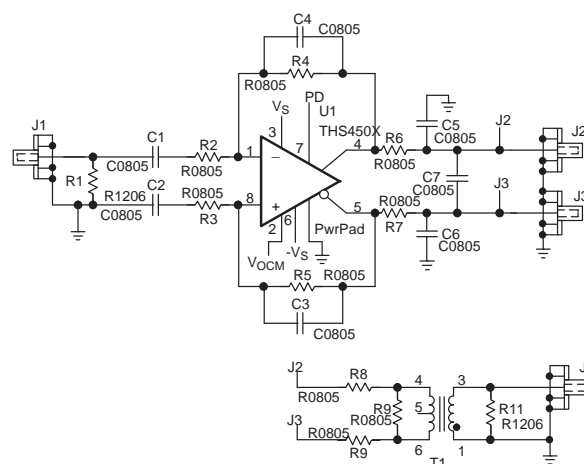 C4
C0805
R0805
R4
PD
U1
VS
THS450X
3
7
4
J1
C1
R2
1
R6
C5
J2
J2
C0805
R0805
R0805
C0805
R1
C7
R1206
C2
R0805
8
R0805
C0805
J3
J3
C0805
R3
5
R7
C6
2
6
PwrPad
C0805
VOCM
-VS
R5
R0805
C3
C0805
J2
R8
4
3
J
R0805
R9
5
R11
R0805
R1206
J3
R0805
R9
6
1
T1